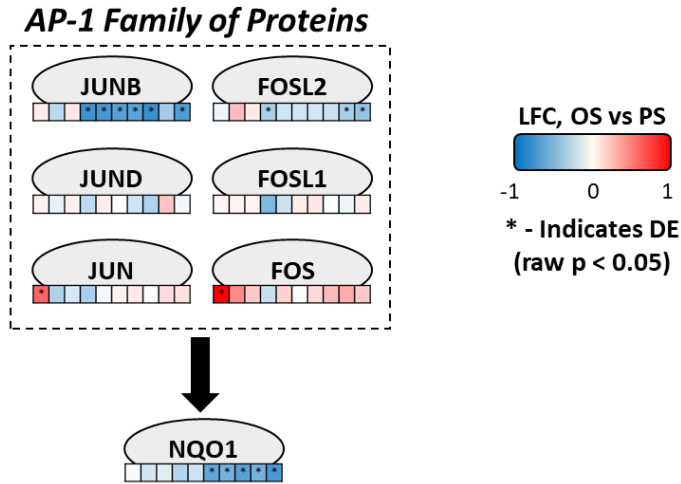 AP-1 Family of Proteins
JUNB
FOSL2
* * * * * *
* * *
JUND
FOSL1
JUN
FOS
*
*
NQO1
* * * * *
LFC, OS vs PS
-1 0 1
* - Indicates DE
(raw p < 0.05)